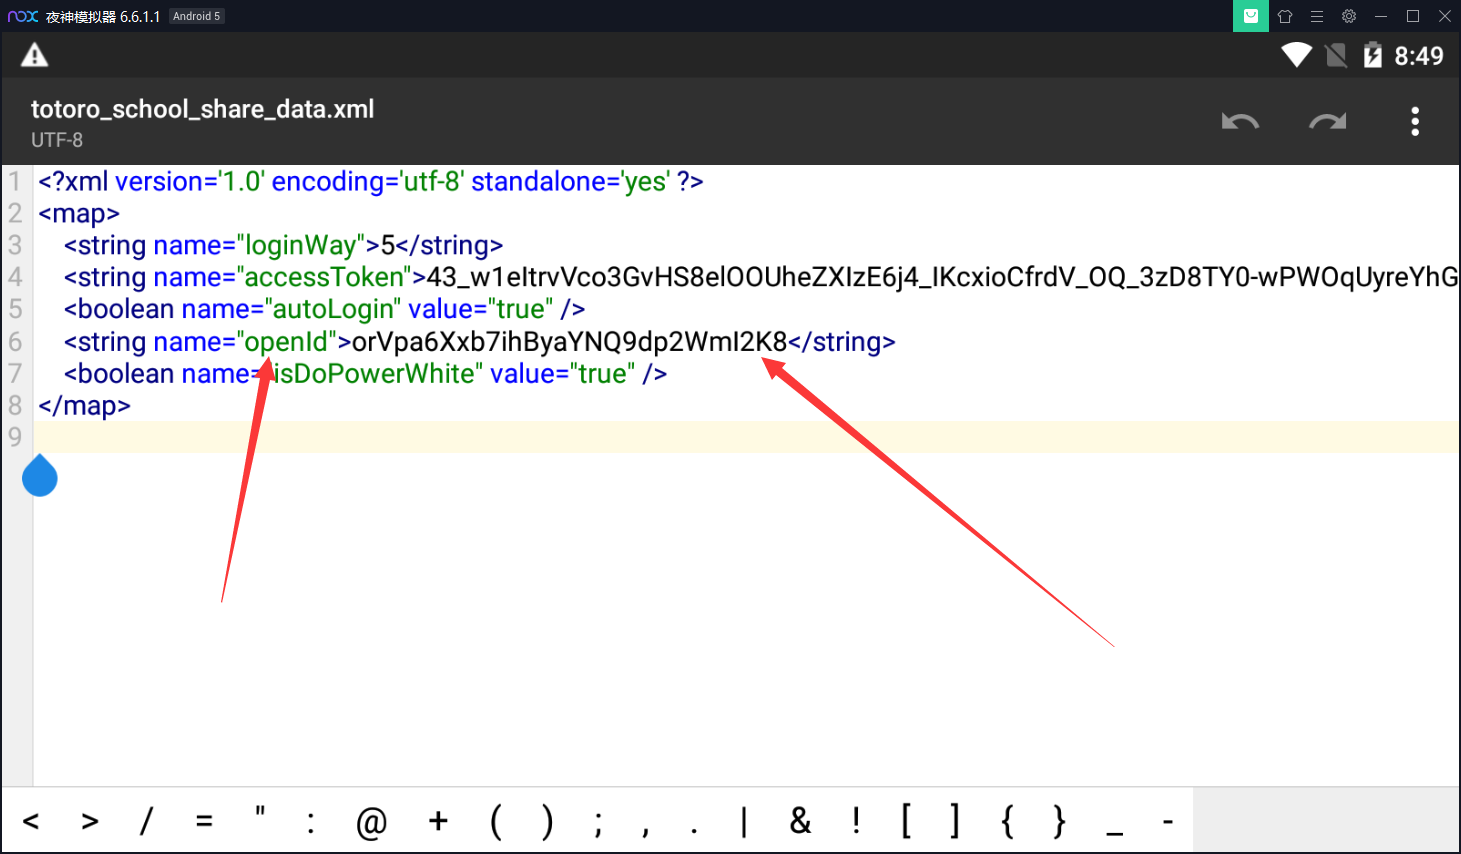 nox 夜神模拟器 6.6.1.1 Android 5
8:49
totoro_school_share_data.xml
UTF-8
1 <?xml version='1.0' encoding='utf-8' standalone='yes' ?>
2 <map>
3 <string name="loginWay">5</string>
4 <string name="accessToken">43_w1eItrvVco3GvHS8elOOUheZXIzE6j4_IKcxioCfrdV_OQ_3zD8TY0-wPWOqUyreYhG
5 <boolean name="autoLogin" value="true" />
6 <string name="openId">orVpa6Xxb7ihByaYNQ9dp2WmI2K8</string>
7 <boolean name="isDoPowerWhite" value="true" />
8 </map>
9
< > / = " : @ + ( ) ; , . | & ! [ ] { } _ -